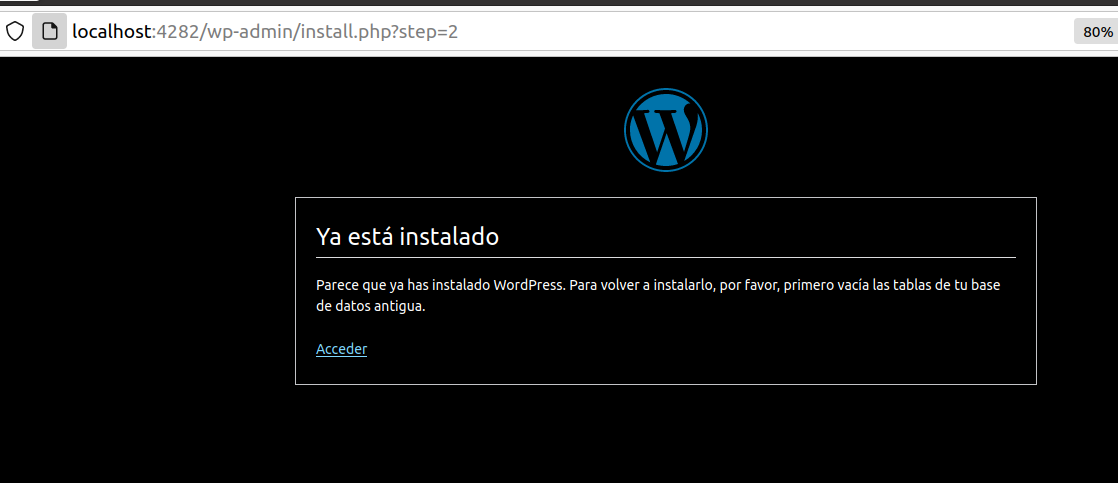 localhost:4282/wp-admin/install.php?step=2
80%
Ya está instalado
Parece que ya has instalado WordPress. Para volver a instalarlo, por favor, primero vacía las tablas de tu base
de datos antigua.
Acceder